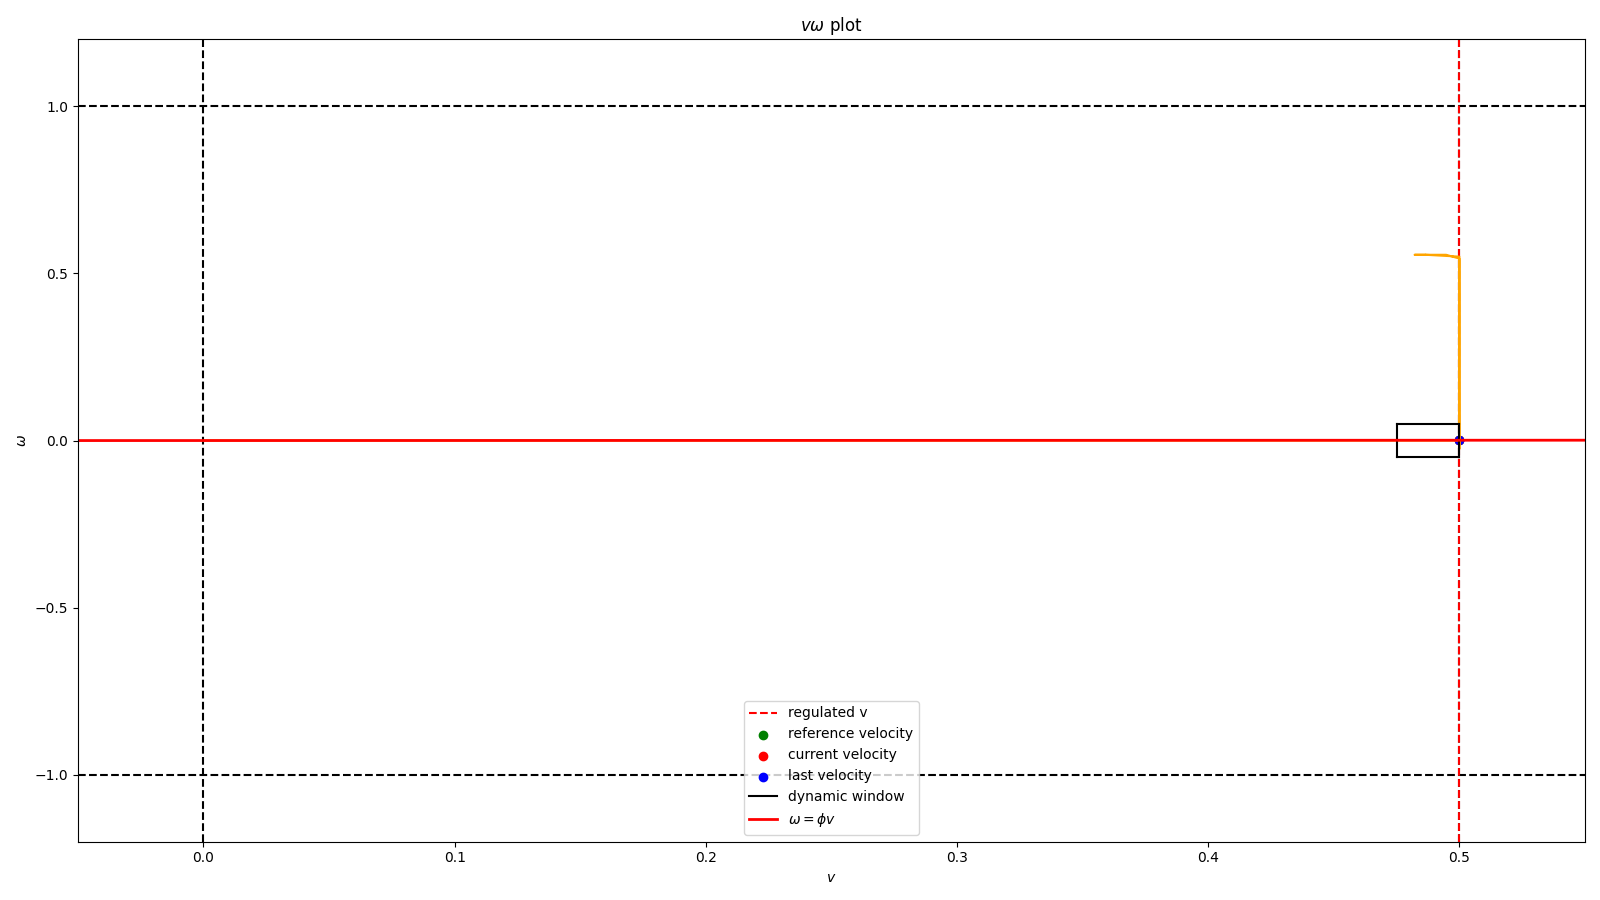 vω plot
1.0
0.5
0.0
−0.5
−1.0
ω
0.0 0.1 0.2 0.3 0.4 0.5
v
regulated v
reference velocity
current velocity
last velocity
dynamic window
ω = ϕv